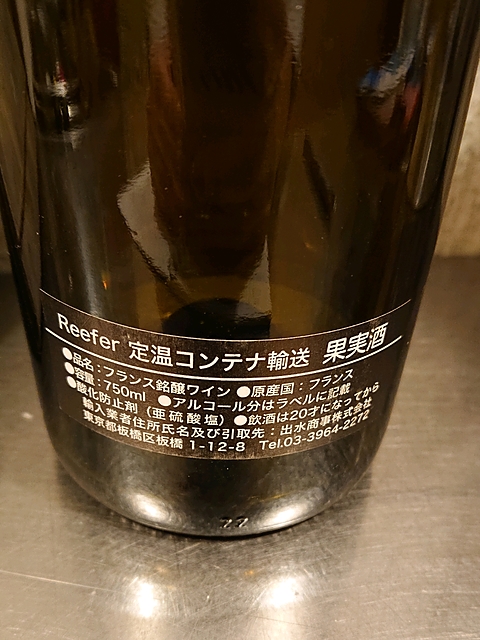 Reefer 定温コンテナ輸送 果実酒
●品名：フランス銘醸ワイン ●原産国：フランス
●容量：750ml ●アルコール分はラベルに記載
●酸化防止剤（亜硫酸塩）●飲酒は20才になってから
輸入業者住所氏名及び引取先：出水商事株式会社
東京都板橋区板橋 1-12-8 Tel.03-3964-2272
22